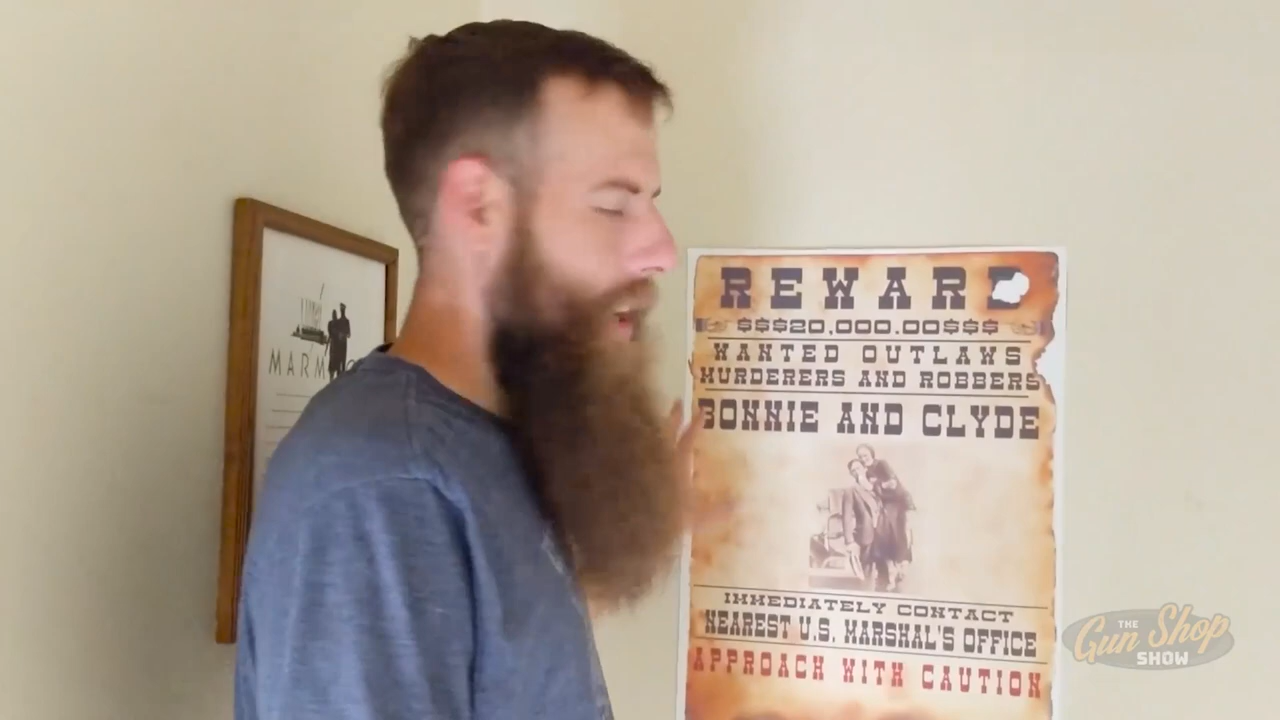 MARM
REWARD
$$$20,000.00$$$
WANTED OUTLAWS
MURDERERS AND ROBBERS
BONNIE AND CLYDE
IMMEDIATELY CONTACT
NEAREST U.S. MARSHAL'S OFFICE
APPROACH WITH CAUTION
THE
Gun Shop
SHOW